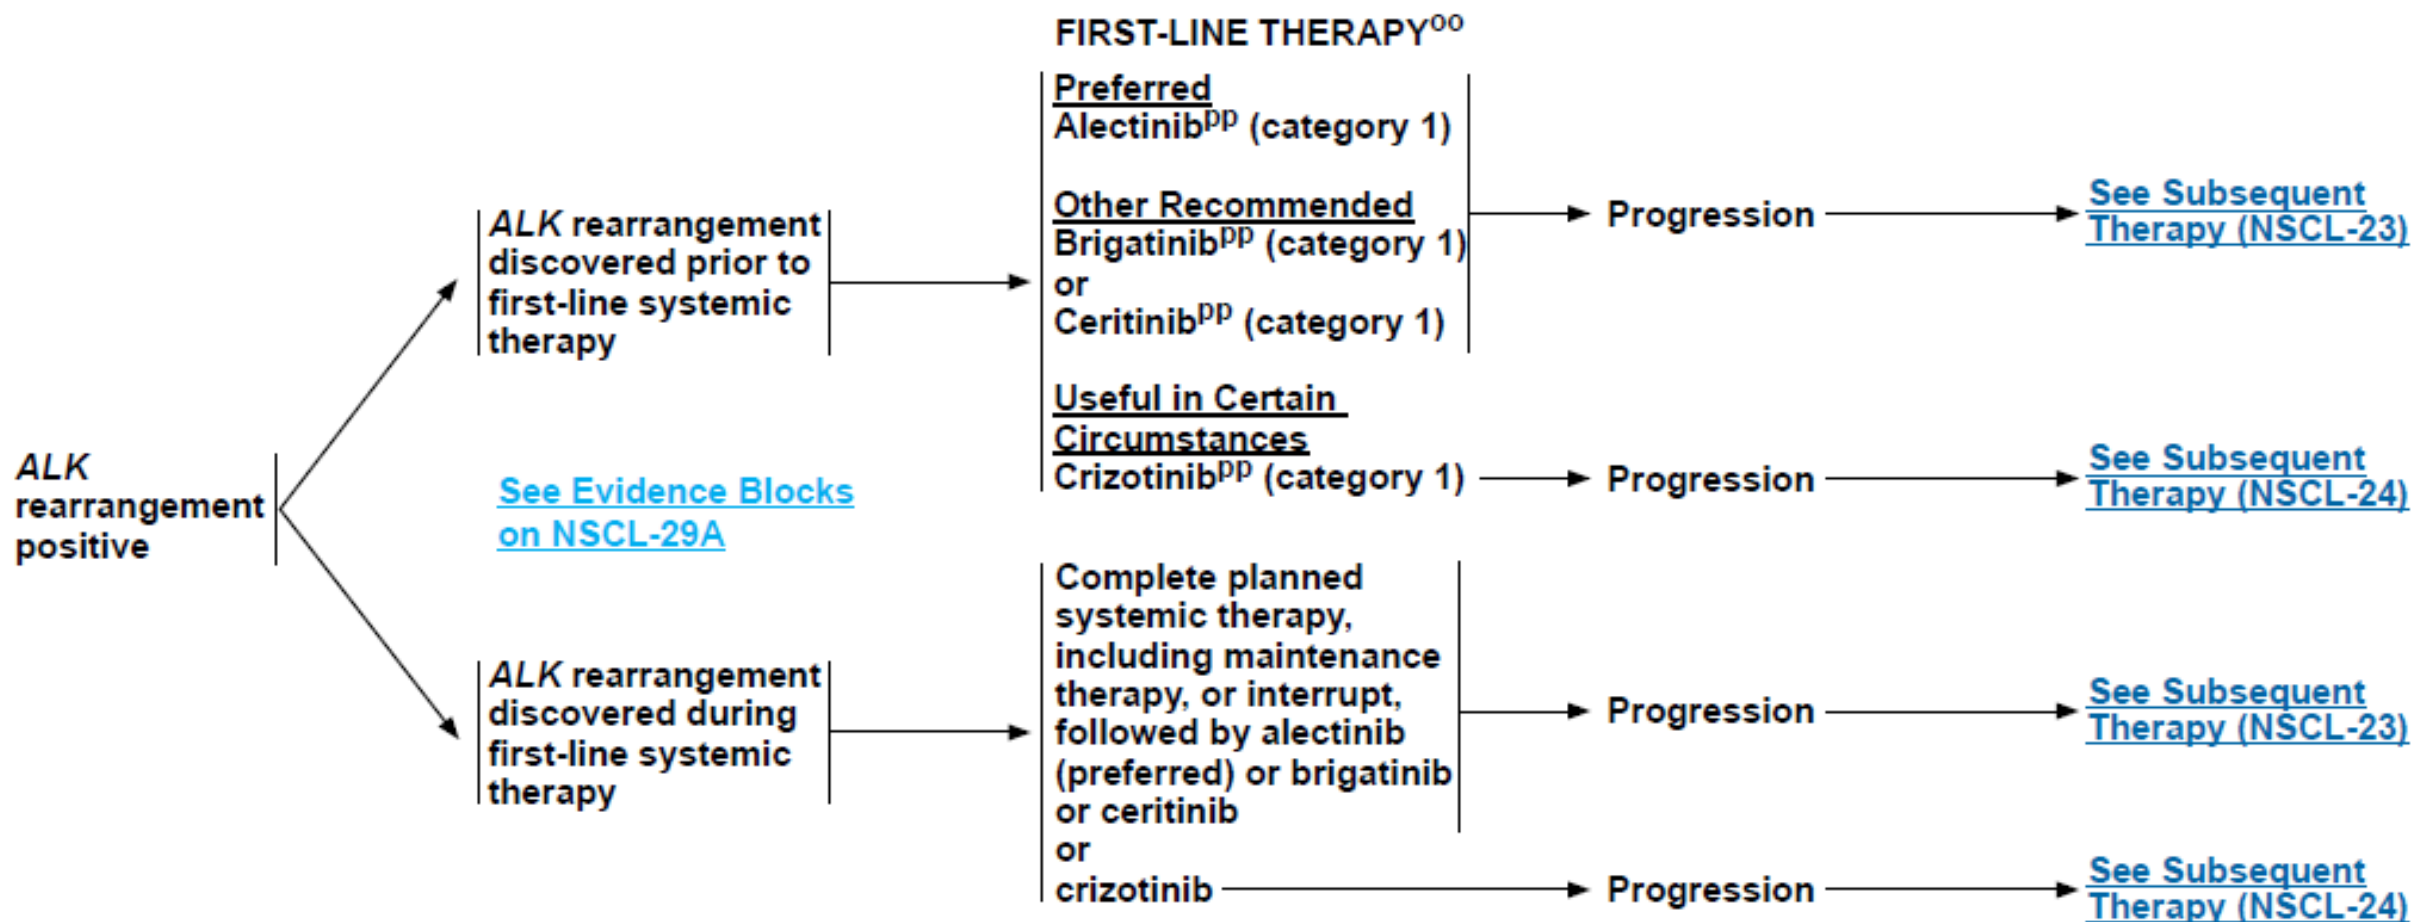 FIRST-LINE THERAPYoo
Preferred
Alectinibpp (category 1)
Other Recommended
Brigatinibpp (category 1)
or
Ceritinibpp (category 1)
Useful in Certain
Circumstances
Crizotinibpp (category 1)
Progression
See Subsequent
Therapy (NSCL-23)
Progression
See Subsequent
Therapy (NSCL-24)
ALK rearrangement
discovered prior to
first-line systemic
therapy
ALK
rearrangement
positive
See Evidence Blocks
on NSCL-29A
ALK rearrangement
discovered during
first-line systemic
therapy
Complete planned
systemic therapy,
including maintenance
therapy, or interrupt,
followed by alectinib
(preferred) or brigatinib
or ceritinib
or
crizotinib
Progression
See Subsequent
Therapy (NSCL-23)
Progression
See Subsequent
Therapy (NSCL-24)